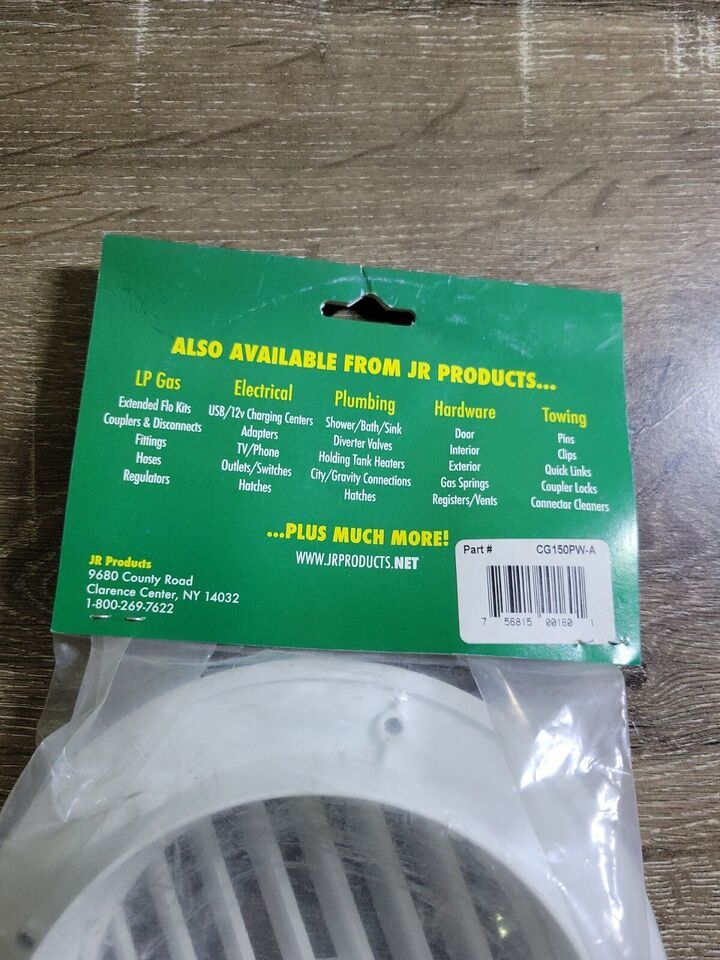 ALSO AVAILABLE FROM JR PRODUCTS...
LP Gas
Extended Flo Kits
Couplers & Disconnects
Fittings
Hoses
Regulators
Electrical
USB/12v Charging Centers
Adapters
TV/Phone
Outlets/Switches
Hatches
Plumbing
Shower/Bath/Sink
Diverter Valves
Holding Tank Heaters
City/Gravity Connections
Hatches
Hardware
Door
Interior
Exterior
Gas Springs
Registers/Vents
Towing
Pins
Clips
Quick Links
Coupler Locks
Connector Cleaners
...PLUS MUCH MORE!
WWW.JRPRODUCTS.NET
JR Products
9680 County Road
Clarence Center, NY 14032
1-800-269-7622
Part # CG150PW-A
7 56815 00160 1